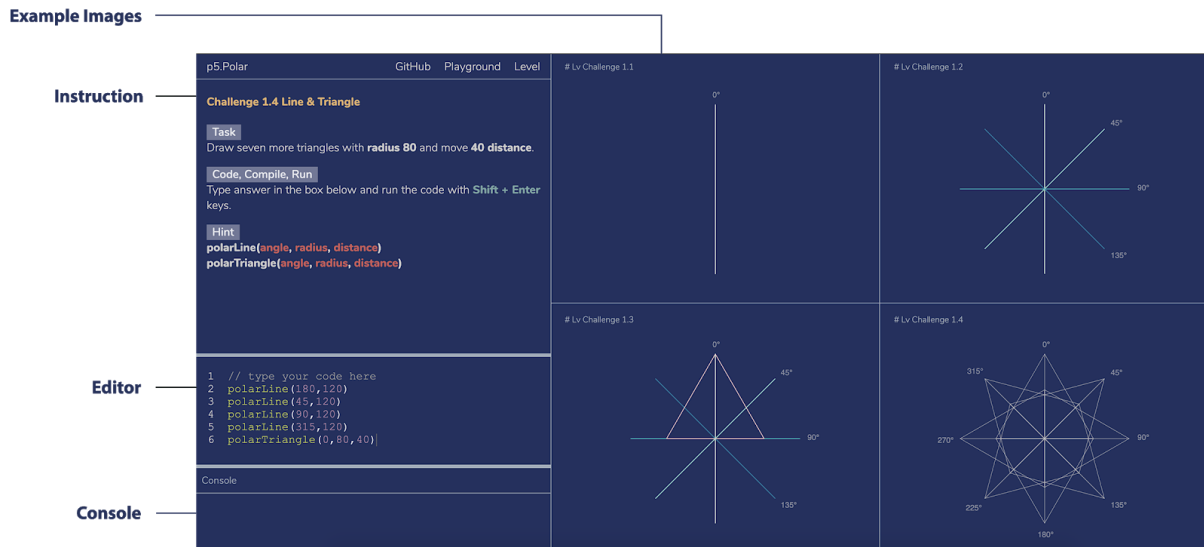 Example Images
Instruction
Editor
Console
p5.Polar GitHub Playground Level
Challenge 1.4 Line & Triangle
Task
Draw seven more triangles with radius 80 and move 40 distance.
Code, Compile, Run
Type answer in the box below and run the code with Shift + Enter
keys.
Hint
polarLine(angle, radius, distance)
polarTriangle(angle, radius, distance)
1 // type your code here
2 polarLine(180,120)
3 polarLine(45,120)
4 polarLine(90,120)
5 polarLine(315,120)
6 polarTriangle(0,80,40)
Console
# Lv Challenge 1.1
0°
# Lv Challenge 1.2
0°
45°
90°
135°
# Lv Challenge 1.3
0°
45°
90°
135°
# Lv Challenge 1.4
0°
315° 45°
270° 90°
225° 135°
180°